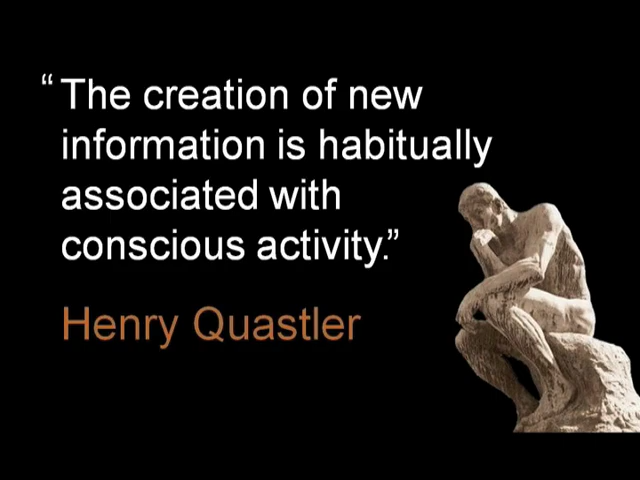 “The creation of new
information is habitually
associated with
conscious activity.”
Henry Quastler